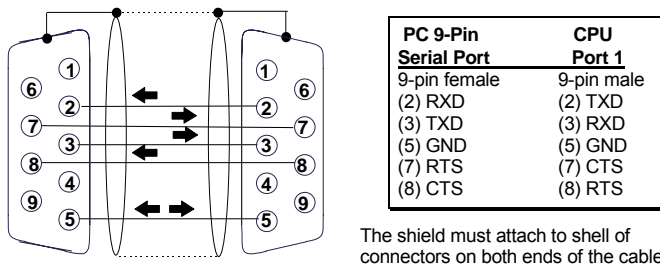 1
6
2
7
3
8
4
9
5
1
6
2
7
3
8
4
9
5
PC 9-Pin CPU
Serial Port Port 1
9-pin female 9-pin male
(2) RXD (2) TXD
(3) TXD (3) RXD
(5) GND (5) GND
(7) RTS (7) CTS
(8) CTS (8) RTS
The shield must attach to shell of
connectors on both ends of the cable